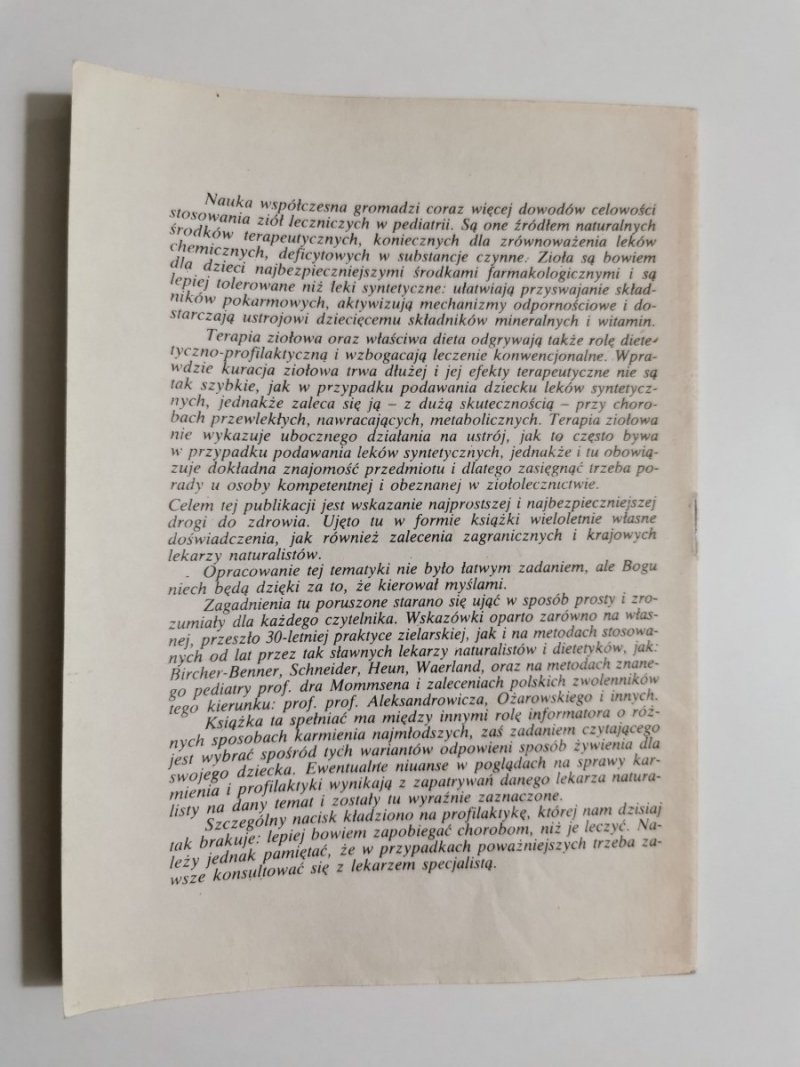 Nauka współczesna gromadzi coraz więcej dowodów celowości
stosowania ziół leczniczych w pediatrii. Są one źródłem naturalnych
środków terapeutycznych, koniecznych dla zrównoważenia leków
chemicznych, deficytowych w substancje czynne. Zioła są bowiem
dla dzieci najbezpieczniejszymi środkami farmakologicznymi i są
lepiej tolerowane niż leki syntetyczne: ułatwiają przyswajanie skład-
ników pokarmowych, aktywizują mechanizmy odpornościowe i do-
starczają ustrojowi dziecięcemu składników mineralnych i witamin.
Terapia ziołowa oraz właściwa dieta odgrywają także rolę diete-
tyczno-profilaktyczną i wzbogacają leczenie konwencjonalne. Wpra-
wdzie kuracja ziołowa trwa dłużej i jej efekty terapeutyczne nie są
tak szybkie, jak w przypadku podawania dziecku leków syntetycz-
nych, jednakże zaleca się ją – z dużą skutecznością – przy choro-
bach przewlekłych, nawracających, metabolicznych. Terapia ziołowa
nie wykazuje ubocznego działania na ustrój, jak to często bywa
w przypadku podawania leków syntetycznych, jednakże i tu obowią-
zuje dokładna znajomość przedmiotu i dlatego zasięgnąć trzeba po-
rady u osoby kompetentnej i obeznanej w ziołolecznictwie.
Celem tej publikacji jest wskazanie najprostszej i najbezpieczniejszej
drogi do zdrowia. Ujęto tu w formie książki wieloletnie własne
doświadczenia, jak również zalecenia zagranicznych i krajowych
lekarzy naturalistów.
Opracowanie tej tematyki nie było łatwym zadaniem, ale Bogu
niech będą dzięki za to, że kierował myślami.
Zagadnienia tu poruszone starano się ująć w sposób prosty i zro-
zumiały dla każdego czytelnika. Wskazówki oparto zarówno na włas-
nej, przeszło 30-letniej praktyce zielarskiej, jak i na metodach stosowa-
nych od lat przez tak sławnych lekarzy naturalistów i dietetyków, jak:
Bircher-Benner, Schneider, Heun, Waerland, oraz na metodach znane-
go pediatry prof. dra Mommsena i zaleceniach polskich zwolenników
tego kierunku: prof. prof. Aleksandrowicza, Ożarowskiego i innych.
Książka ta spełniać ma między innymi rolę informatora o róż-
nych sposobach karmienia najmłodszych, zaś zadaniem czytającego
jest wybrać spośród tych wariantów odpowieni sposób żywienia dla
swojego dziecka. Ewentualne niuanse w poglądach na sprawy kar-
mienia i profilaktyki wynikają z zapatrywań danego lekarza natura-
listy na dany temat i zostały tu wyraźnie zaznaczone.
Szczególny nacisk kładziono na profilaktykę, której nam dzisiaj
tak brakuje: lepiej bowiem zapobiegać chorobom, niż je leczyć. Na-
leży jednak pamiętać, że w przypadkach poważniejszych trzeba za-
wsze konsultować się z lekarzem specjalistą.